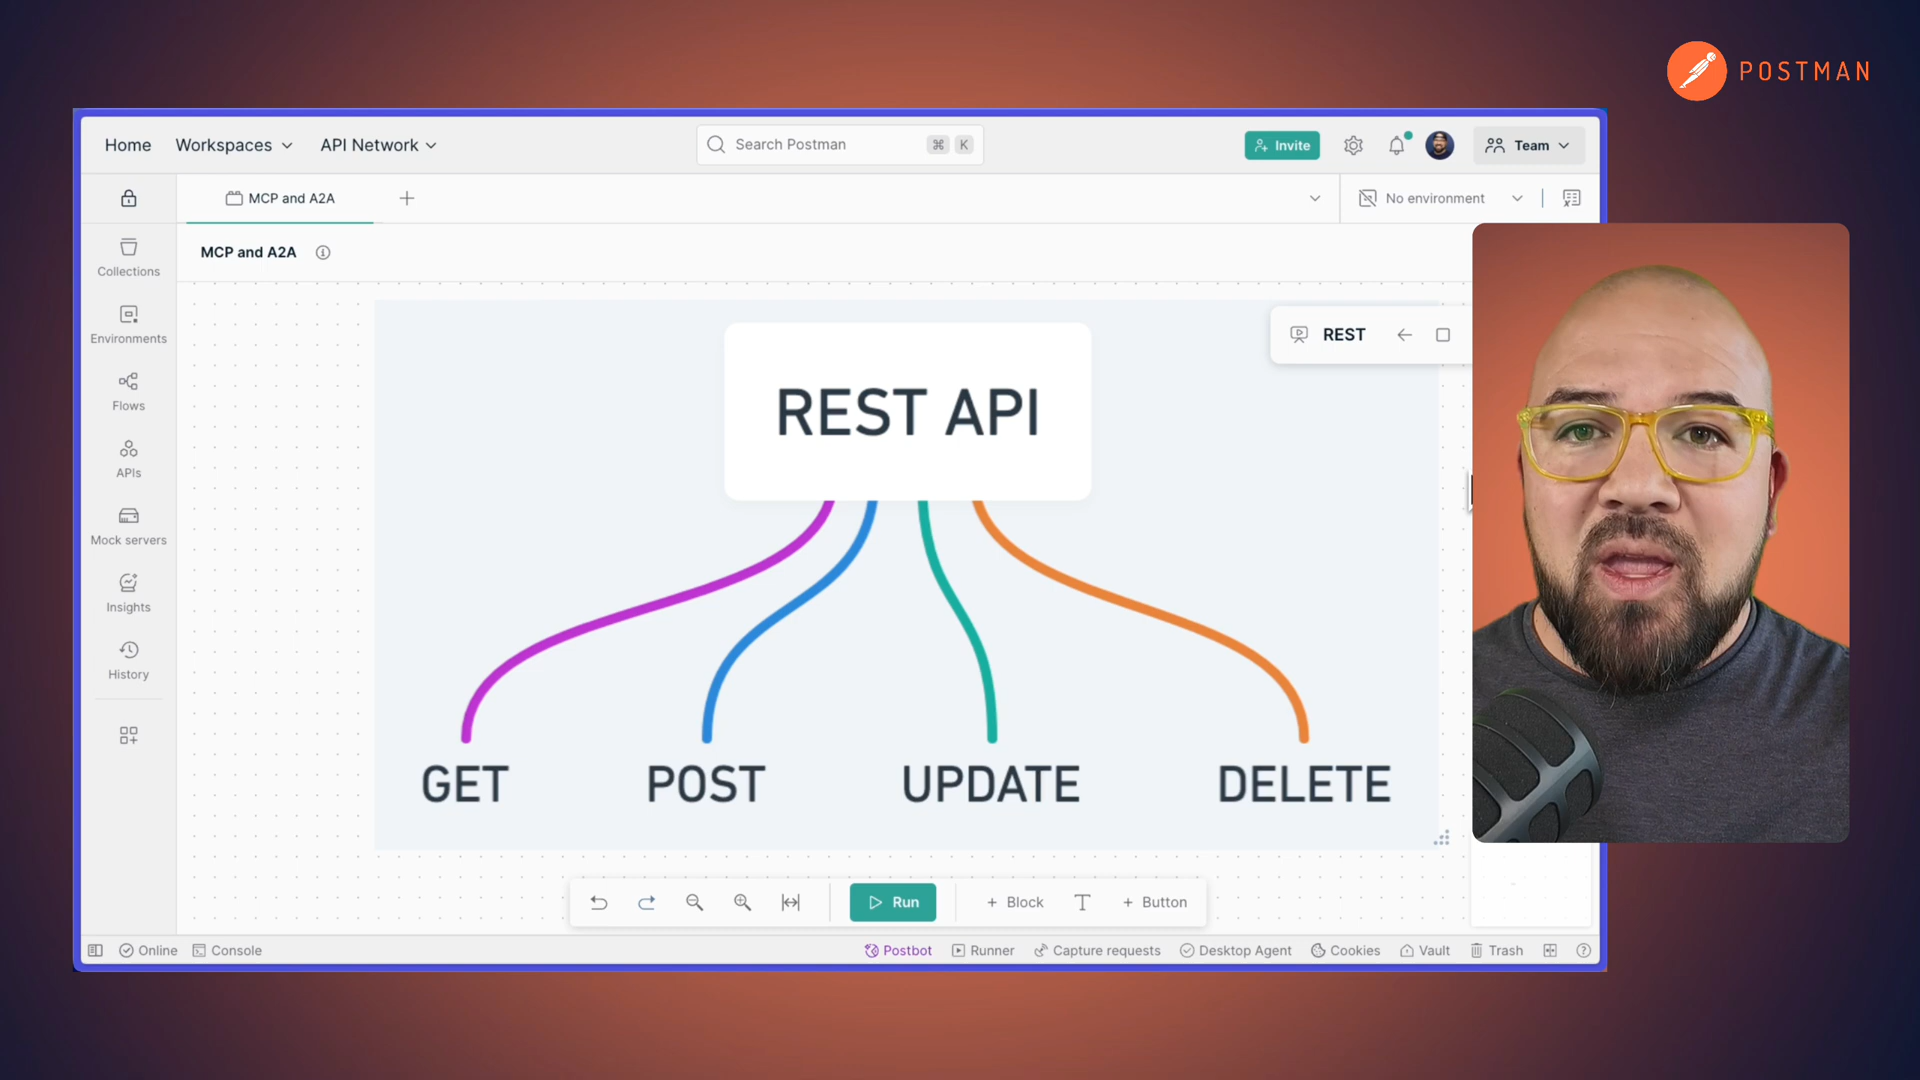 POSTMAN
Home Workspaces API Network Search Postman ⌘ K Invite Team
MCP and A2A No environment
MCP and A2A
Collections
Environments
Flows
APIs
Mock servers
Insights
History
REST
REST API
GET POST UPDATE DELETE
Run + Block T + Button
Online Console Postbot Runner Capture requests Desktop Agent Cookies Vault Trash